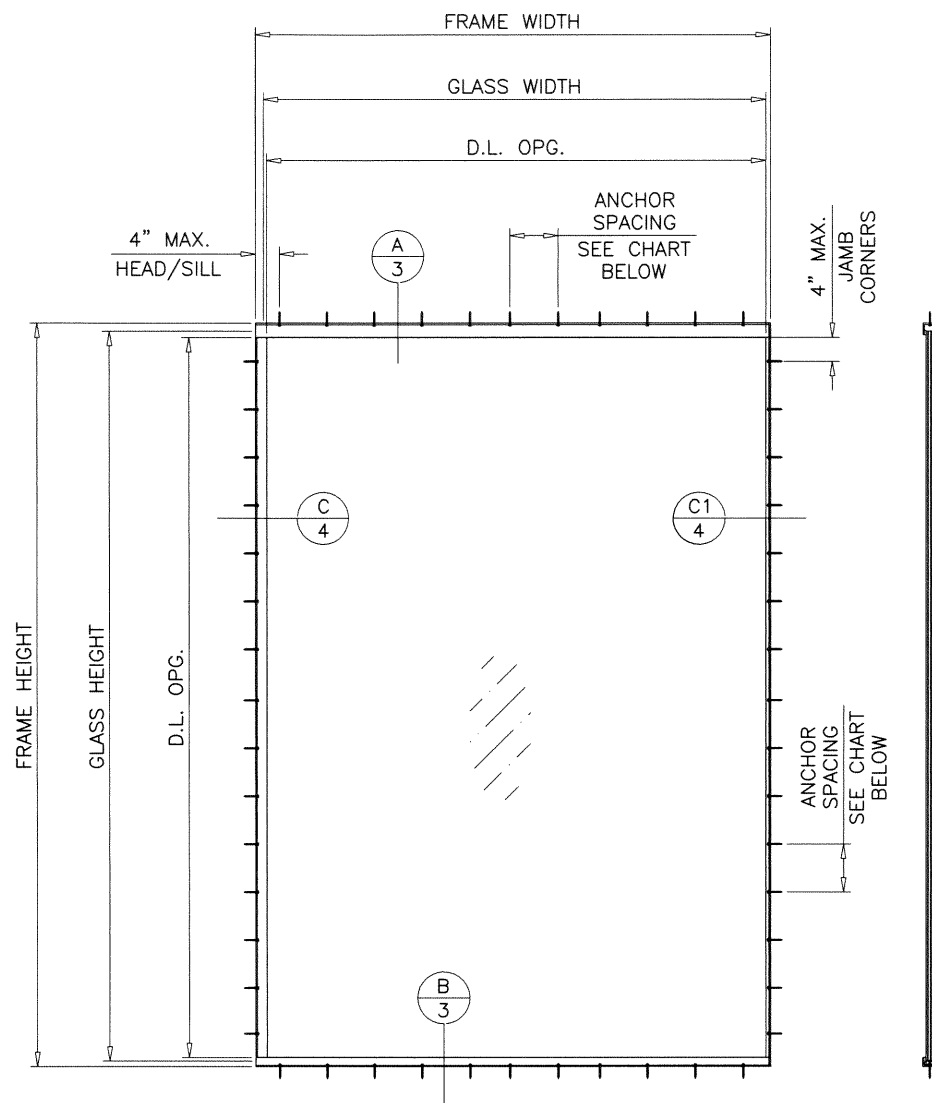 FRAME WIDTH
GLASS WIDTH
D.L. OPG.
4" MAX.
HEAD/SILL
A
3
ANCHOR
SPACING
SEE CHART
BELOW
4" MAX.
JAMB
CORNERS
C
4
C1
4
FRAME HEIGHT
GLASS HEIGHT
D.L. OPG.
ANCHOR
SPACING
SEE CHART
BELOW
B
3